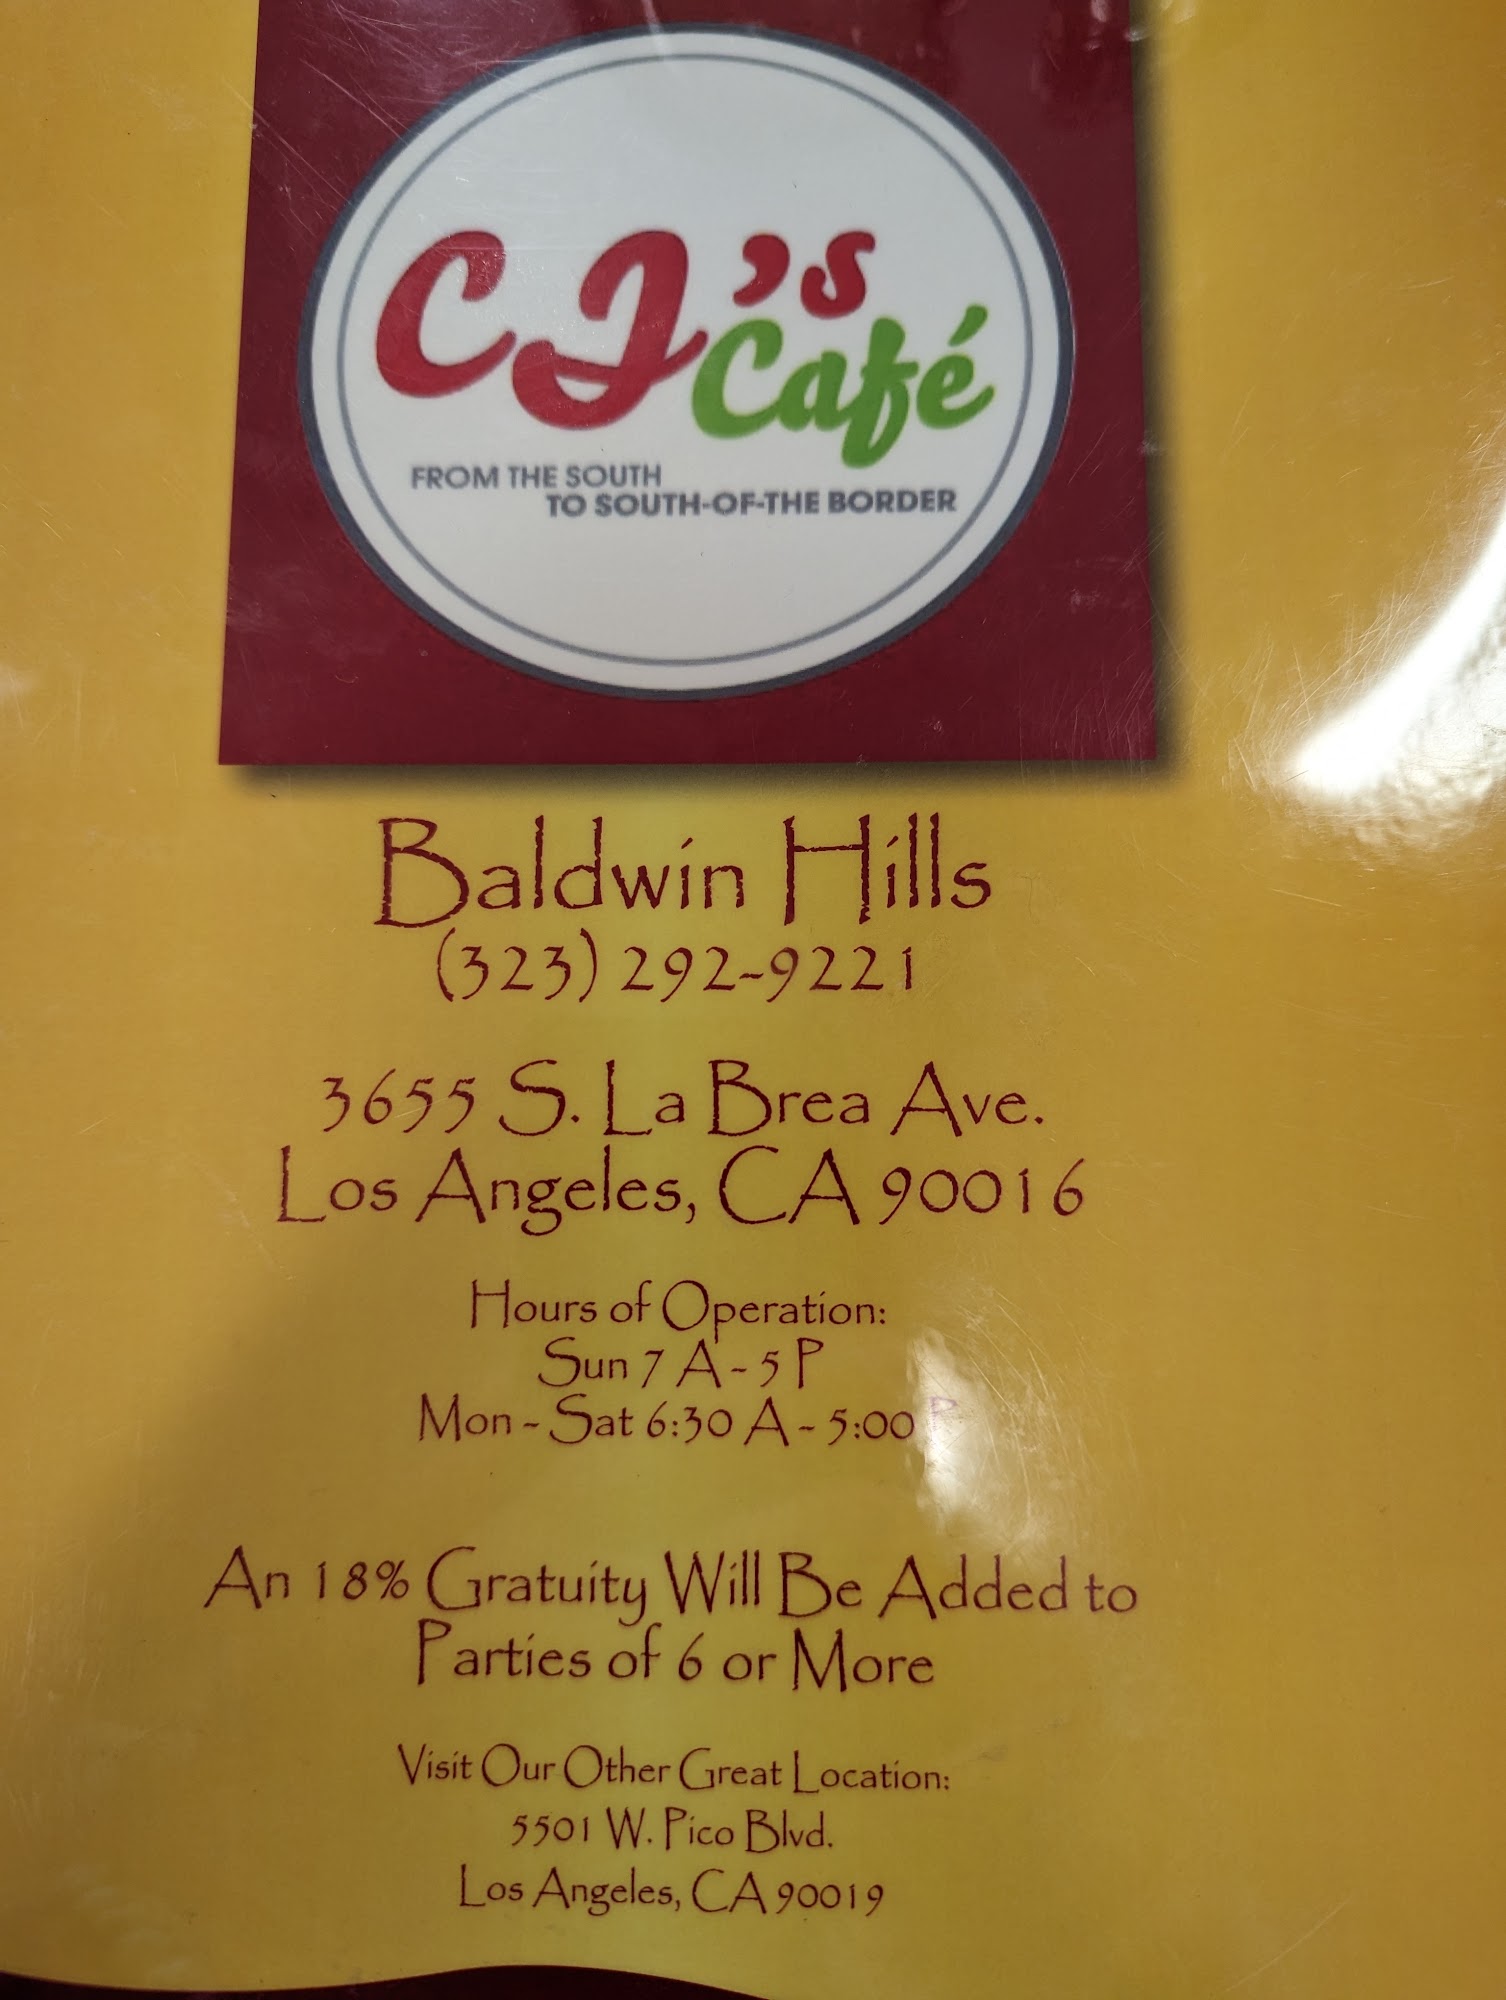 CJ's
Café
FROM THE SOUTH
TO SOUTH-OF-THE BORDER
Baldwin Hills
(323) 292-9221
3655 S. La Brea Ave.
Los Angeles, CA 90016
Hours of Operation:
Sun 7 A - 5 P
Mon - Sat 6:30 A - 5:00 P
An 18% Gratuity Will Be Added to
Parties of 6 or More
Visit Our Other Great Location:
5501 W. Pico Blvd.
Los Angeles, CA 90019